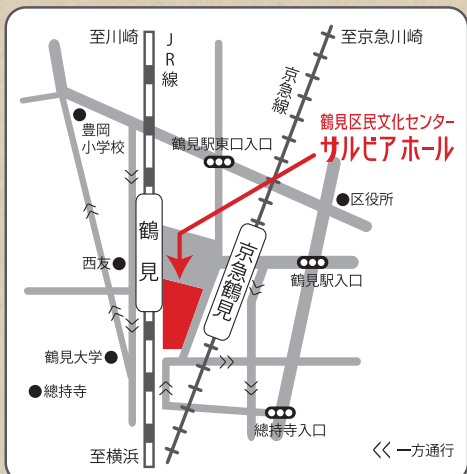 至川崎
JR線
至京急川崎
京急線
鶴見区民文化センター
サルビアホール
豊岡
小学校
鶴見駅東口入口
区役所
鶴見
京急鶴見
西友
鶴見駅入口
鶴見大学
總持寺
總持寺入口
至横浜
一方通行